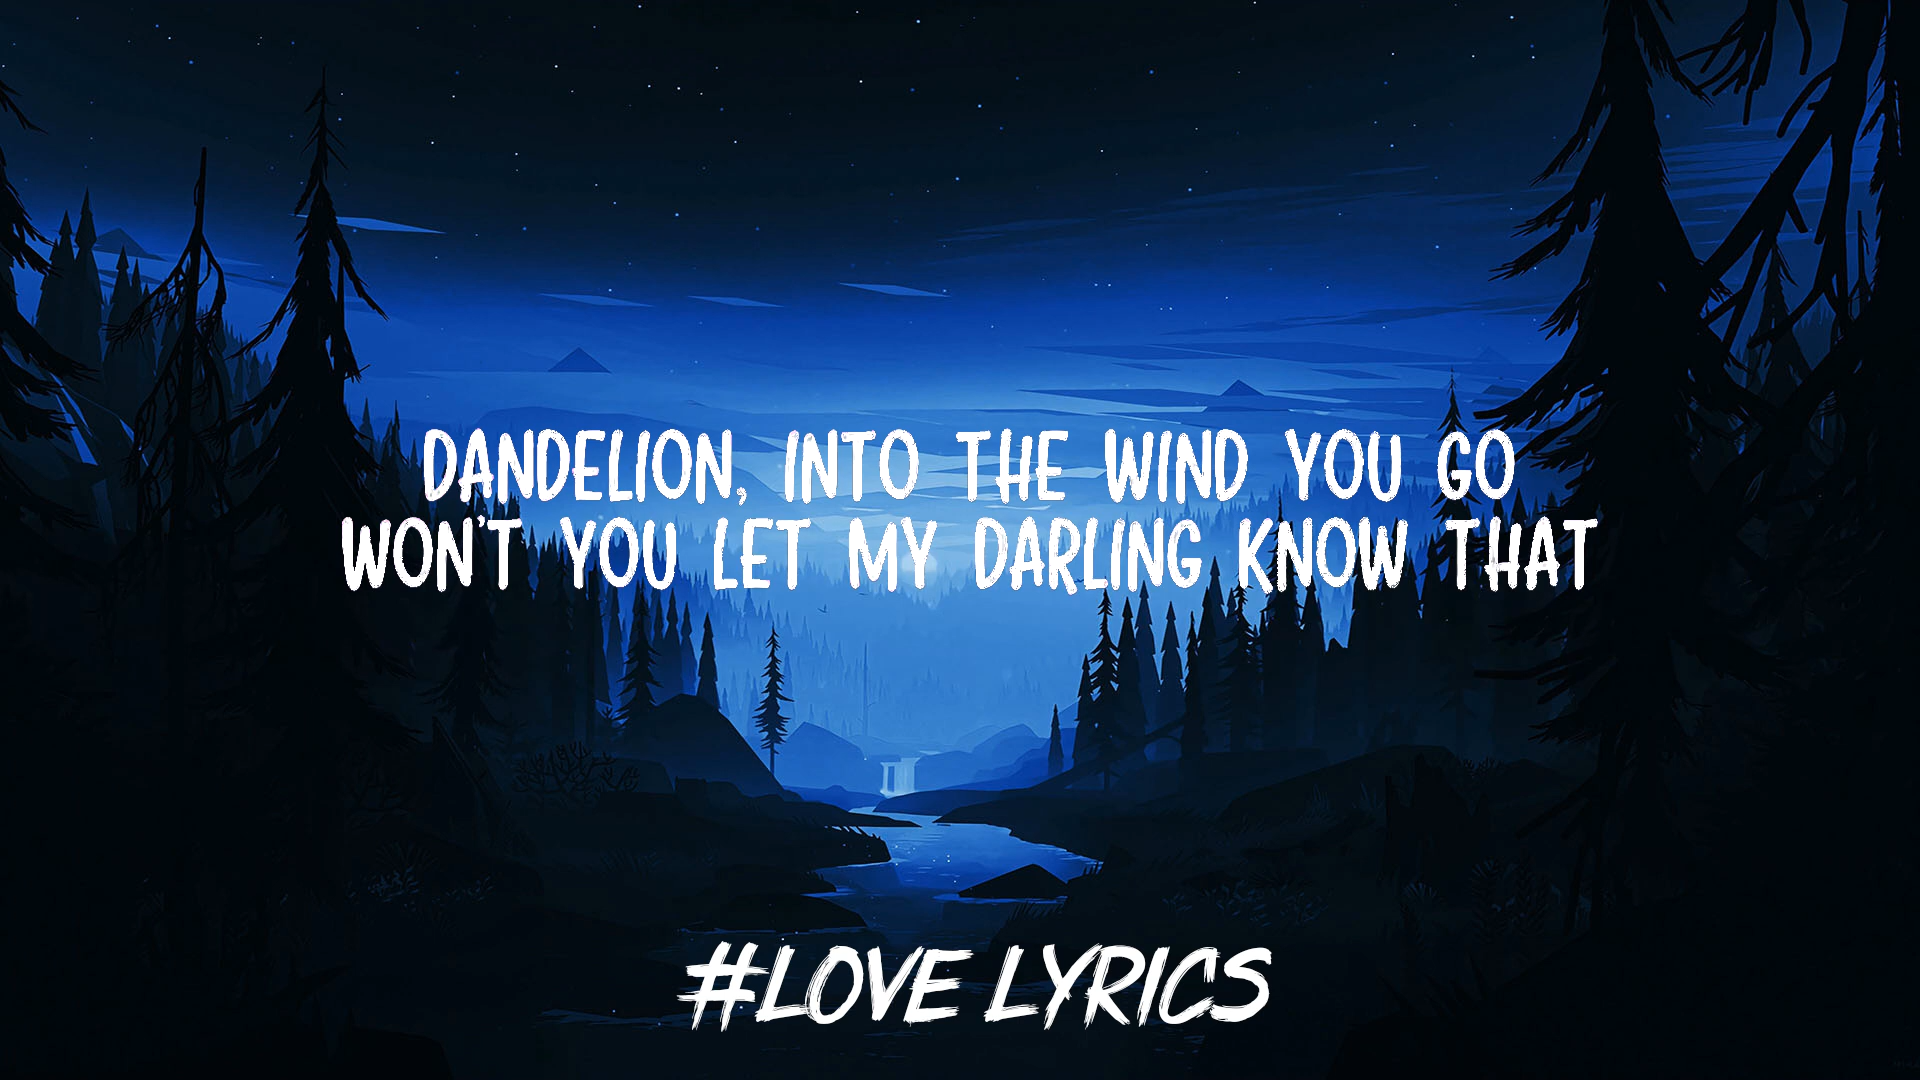 DANDELION, INTO THE WIND YOU GO
WON'T YOU LET MY DARLING KNOW THAT
#LOVE LYRICS